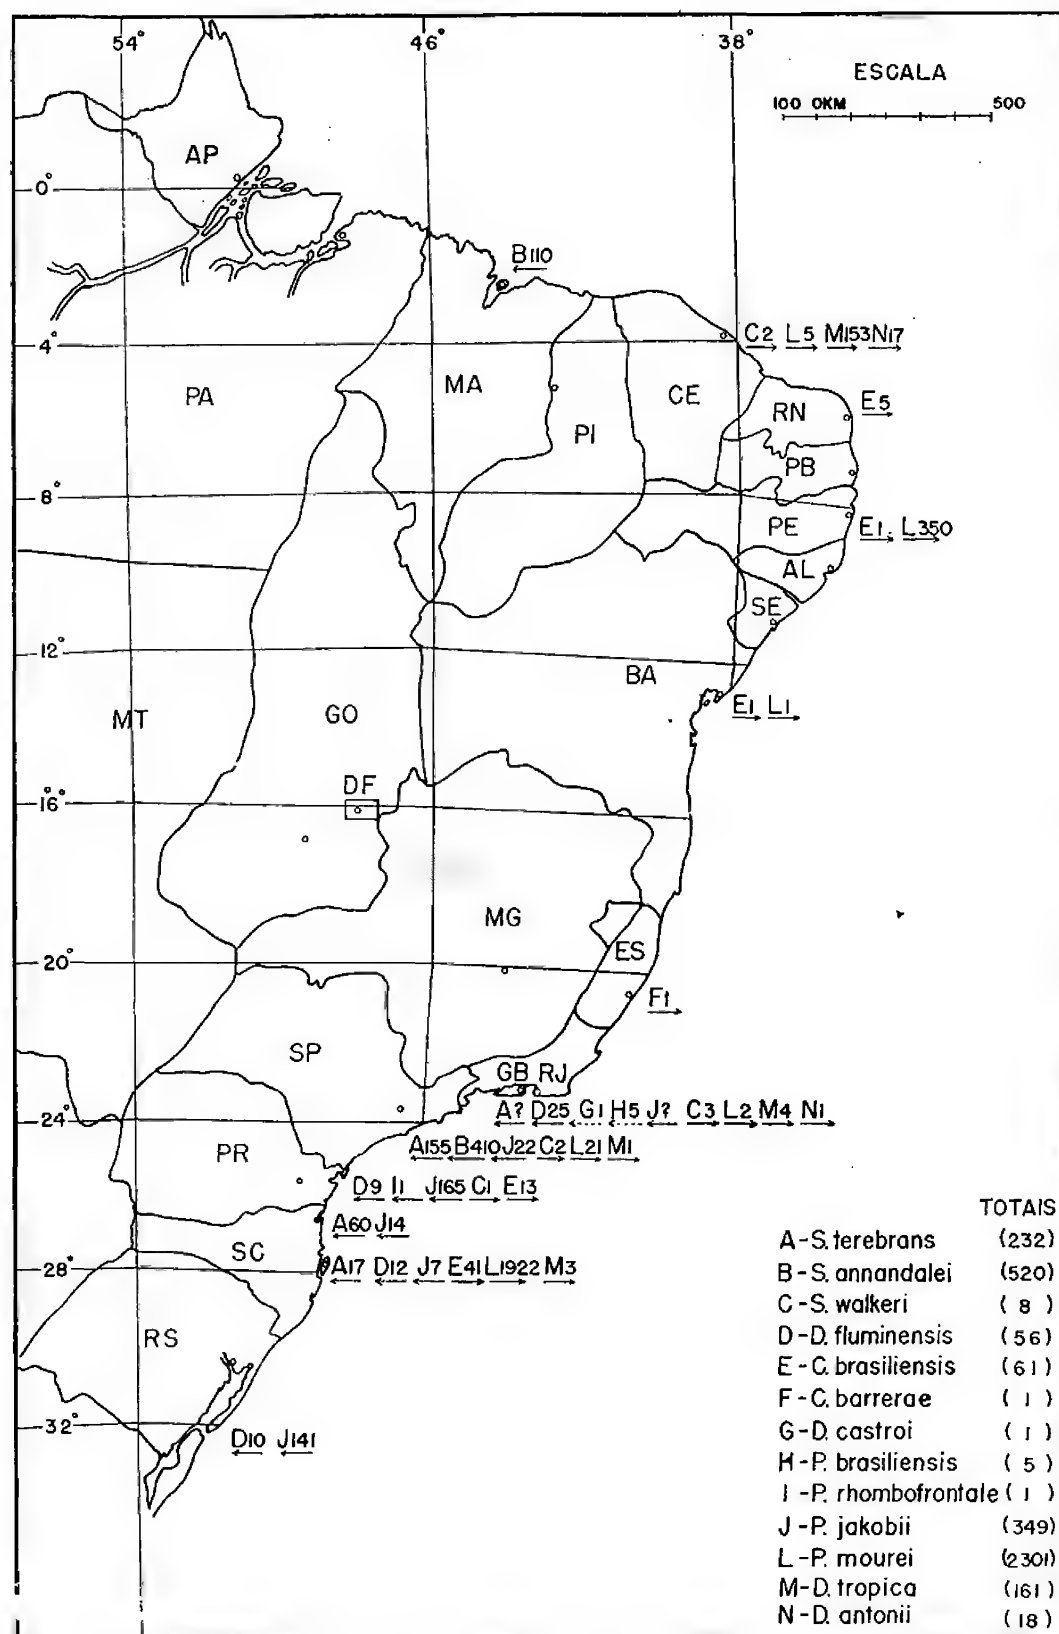 54° 46° 38°
ESCALA
100 0KM 500
AP
0°
B110
C2 L5 M153 N17
4°
PA MA CE
RN E5
PI
PB
8°
PE E1 L350
AL
SE
12°
BA
MT GO E1 L1
DF
16°
MG
ES
20°
F1
SP
GB RJ
A? D25 G1 H5 J? C3 L2 M4 N1
24°
A155 B410 J22 C2 L21 M1
PR
D9 I1 J165 C1 E13
A60 J14
SC
28° A17 D12 J7 E41 L1922 M3
RS
32°
D10 J141
TOTAIS
A-S. terebrans (232)
B-S. annandalei (520)
C-S. walkeri (8)
D-D. fluminensis (56)
E-C. brasiliensis (61)
F-C. barrerae (1)
G-D. castroi (1)
H-P. brasiliensis (5)
I-P. rhombofrontale (1)
J-P. jakobii (349)
L-P. mourei (2301)
M-D. tropica (161)
N-D. antonii (18)